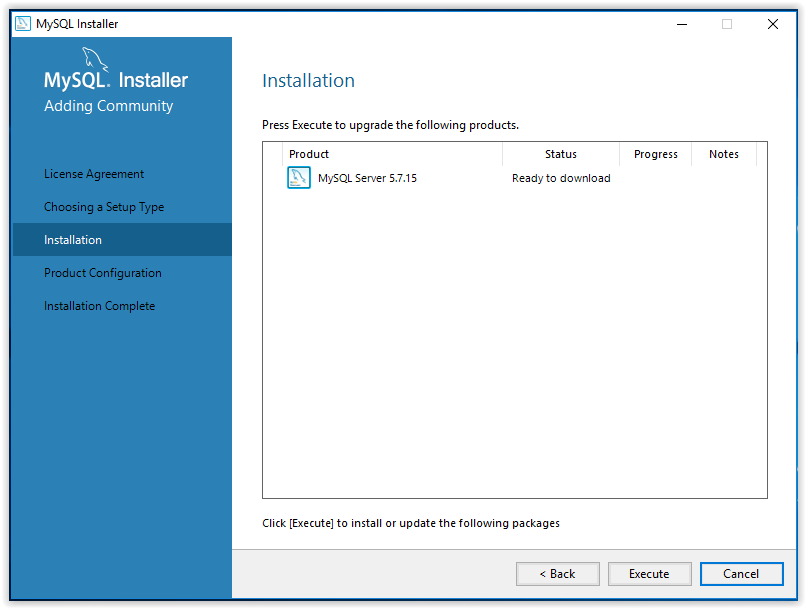 MySQL Installer
MySQL. Installer
Adding Community
License Agreement
Choosing a Setup Type
Installation
Product Configuration
Installation Complete
Installation
Press Execute to upgrade the following products.
Product Status Progress Notes
MySQL Server 5.7.15 Ready to download
Click [Execute] to install or update the following packages
< Back Execute Cancel